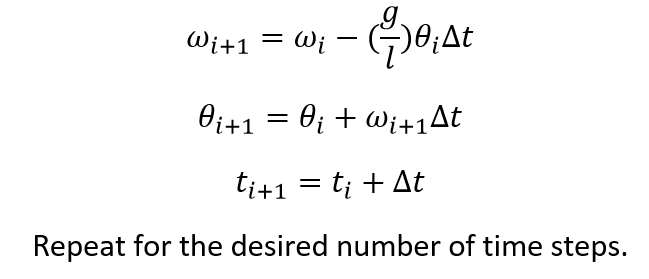 ω_{i+1} = ω_i − (g/l)θ_iΔt
θ_{i+1} = θ_i + ω_{i+1}Δt
t_{i+1} = t_i + Δt
Repeat for the desired number of time steps.